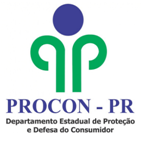 PROCON - PR
Departamento Estadual de Proteção
e Defesa do Consumidor